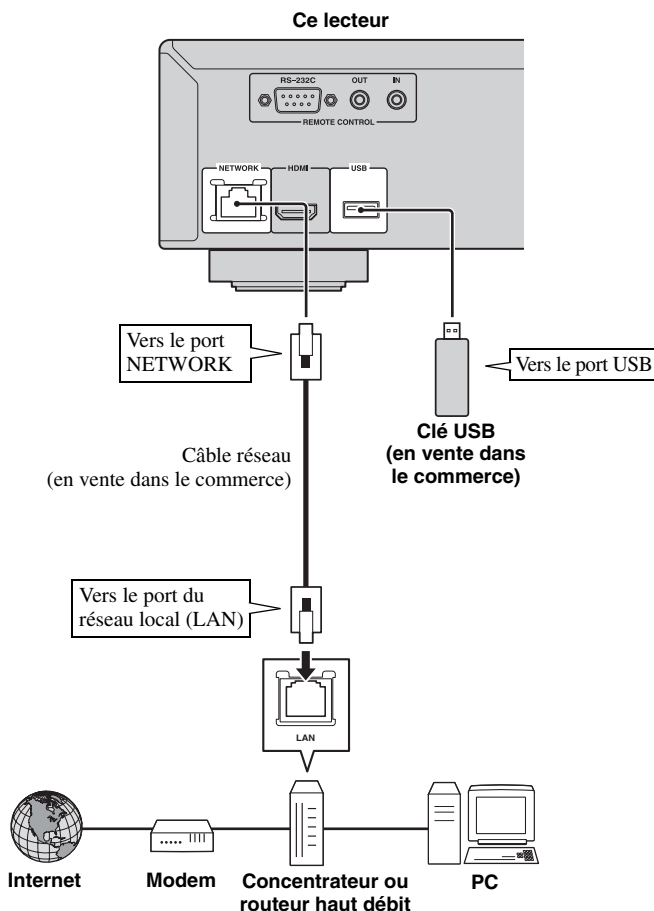 Ce lecteur
RS-232C
OUT
IN
REMOTE CONTROL
NETWORK
HDMI
USB
Vers le port
NETWORK
Vers le port USB
Clé USB
(en vente dans
le commerce)
Câble réseau
(en vente dans le commerce)
Vers le port du
réseau local (LAN)
LAN
Internet
Modem
Concentrateur ou
routeur haut débit
PC